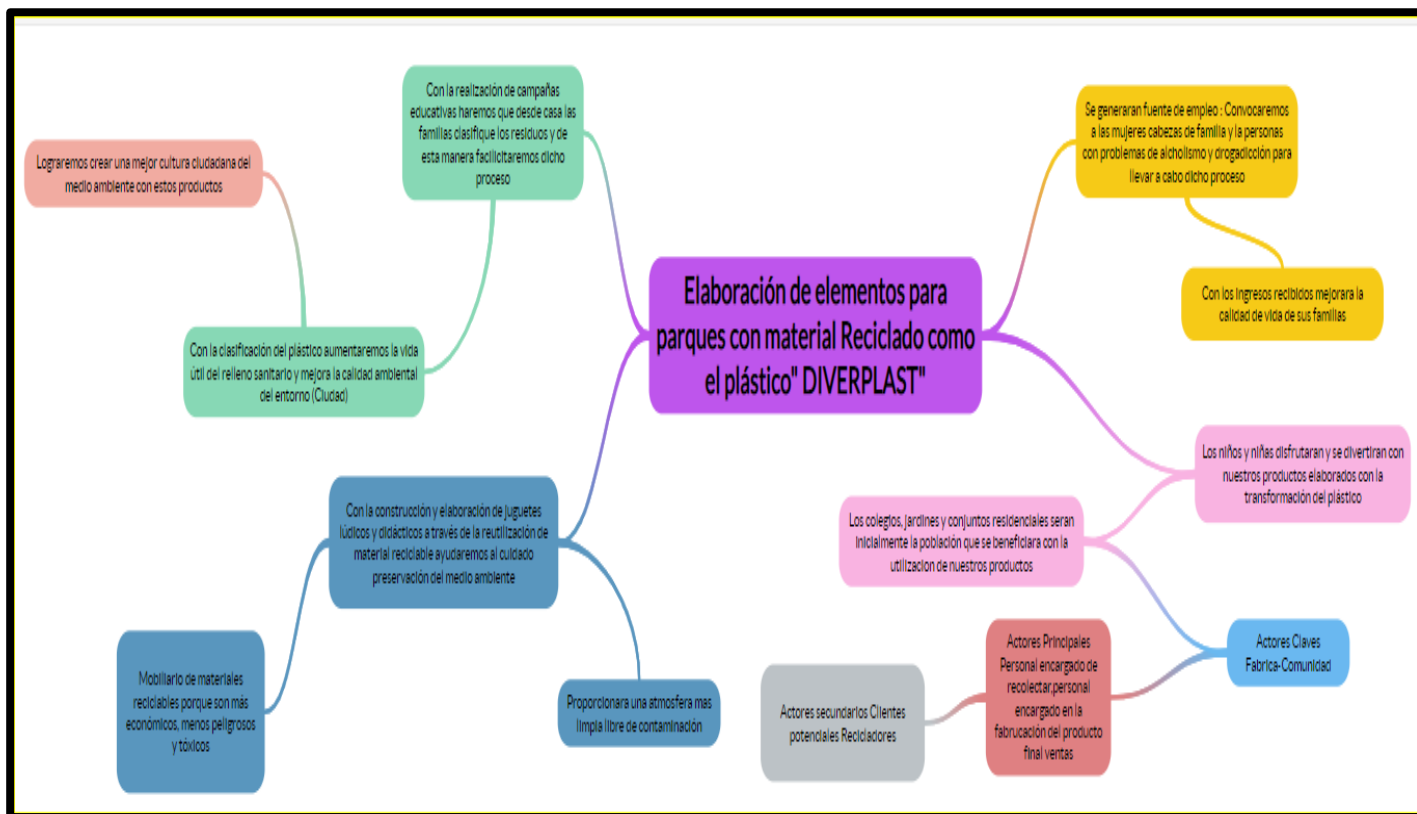 Con la realización de campañas
educativas haremos que desde casa las
familias clasifique los residuos y de
esta manera facilicitaremos dicho
proceso
Lograremos crear una mejor cultura ciudadana del
medio ambiente con estos productos
Con la clasificación del plástico aumentaremos la vida
útil del relleno sanitario y mejora la calidad ambiental
del entorno (Ciudad)
Elaboración de elementos para
parques con material Reciclado como
el plástico" DIVERPLAST"
Se generaran fuente de empleo : Convocaremos
a las mujeres cabezas de familia y la personas
con problemas de alcholismo y drogadicción para
llevar a cabo dicho proceso
Con los ingresos recibidos mejorara la
calidad de vida de sus familias
Los niños y niñas disfrutaran y se divertiran con
nuestros productos elaborados con la
transformación del plástico
Los colegios, jardines y conjuntos residenciales seran
inicialmente la población que se beneficiara con la
utilizacion de nuestros productos
Actores Claves
Fabrica-Comunidad
Actores Principales
Personal encargado de
recolectar,personal
encargado en la
fabrucación del producto
final ventas
Actores secundarios Clientes
potenciales Recicladores
Con la construcción y elaboración de juguetes
lúdicos y didácticos a través de la reutilización de
material reciclable ayudaremos al cuidado
preservación del medio ambiente
Mobiliario de materiales
reciclables porque son más
económicos, menos peligrosos
y tóxicos
Proporcionara una atmosfera mas
limpia libre de contaminación